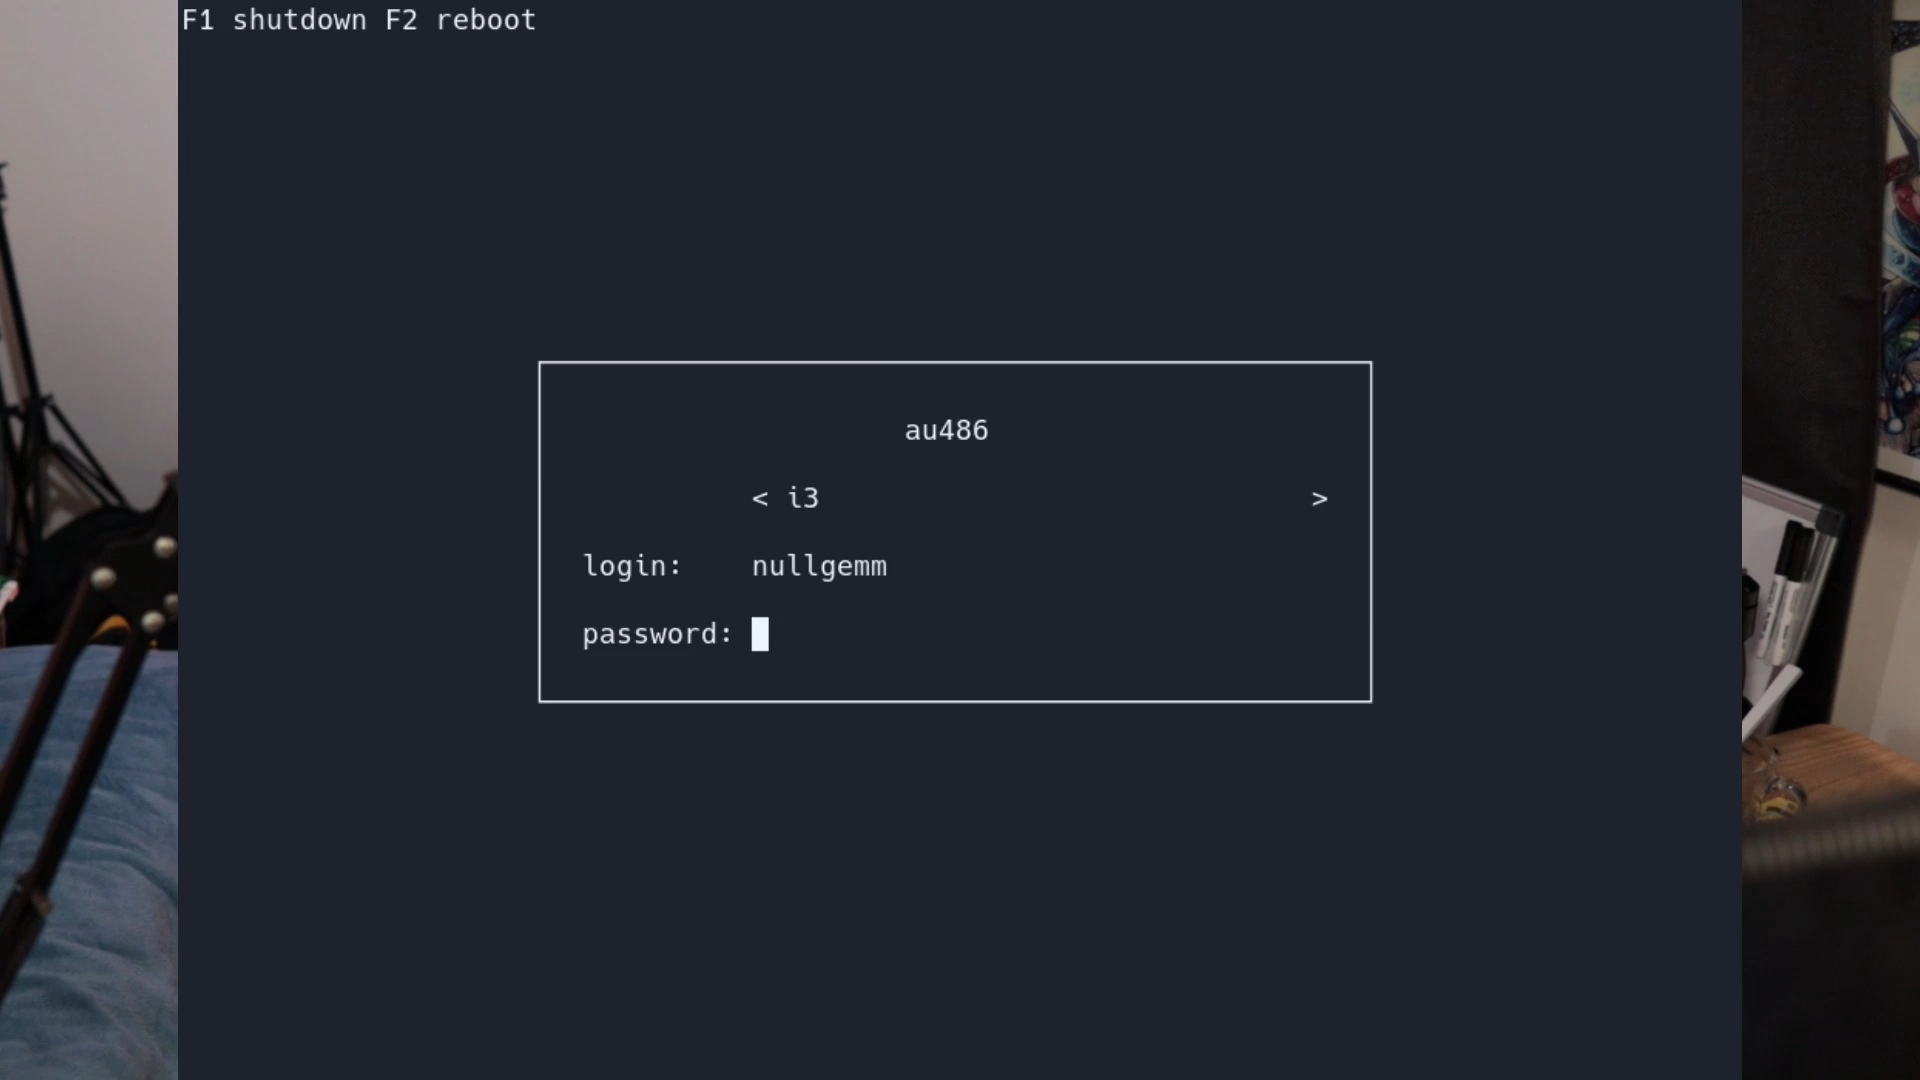 F1 shutdown F2 reboot
au486
< i3 >
login: nullgemm
password: